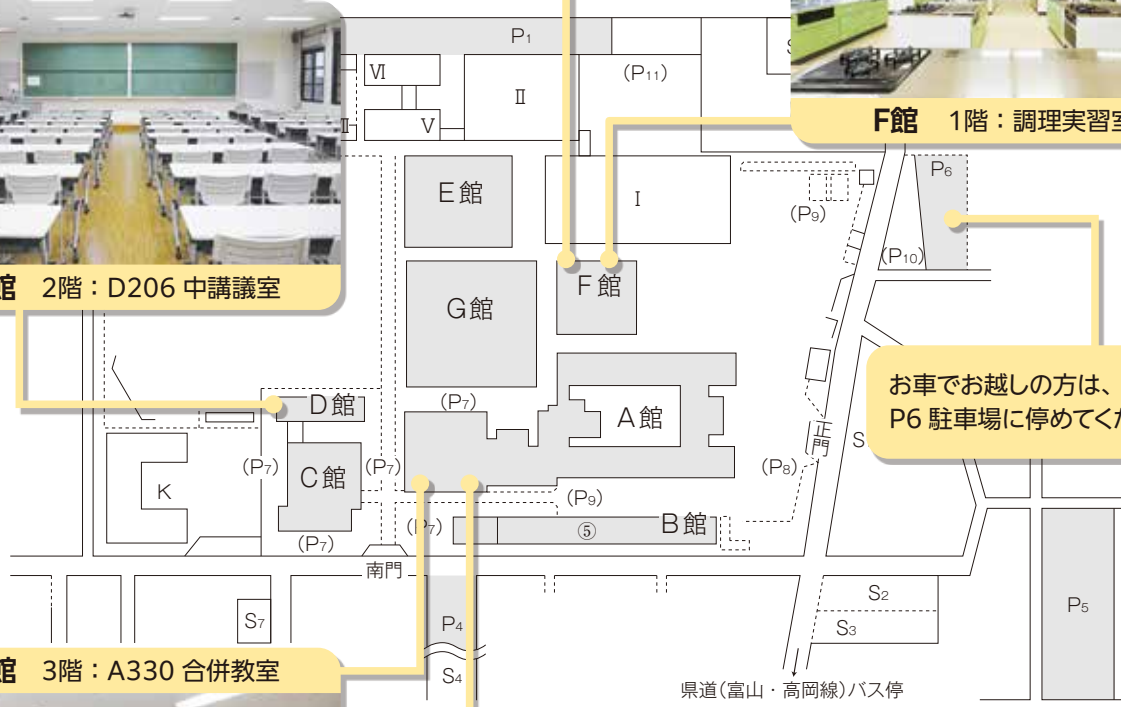 P1
(P11)
VI
II
V
F館 1階：調理実習
E館
I
(P9)
P6
(P10)
館 2階：D206 中講義室
G館
F館
お車でお越しの方は、
P6 駐車場に停めてくだ
D館
(P7)
A館
正門
S
K
(P7)
C館
(P7)
(P8)
(P9)
(P7)
(P7)
⑤
B館
南門
S7
P4
S2
S3
P5
館 3階：A330 合併教室
S4
県道(富山・高岡線)バス停